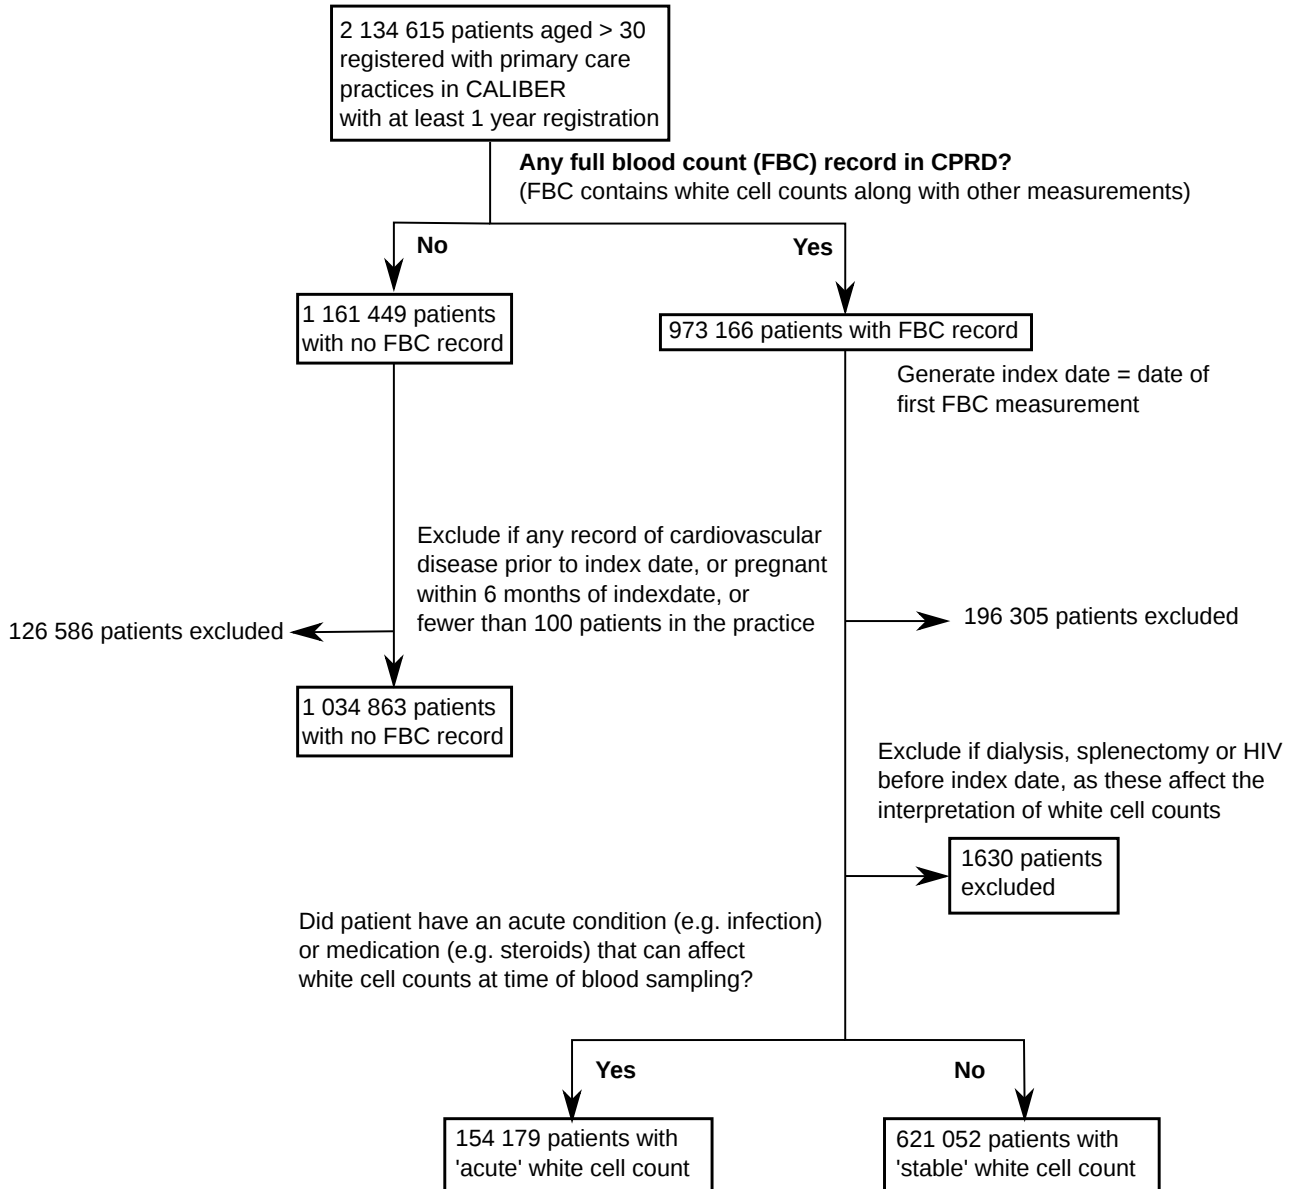 2 134 615 patients aged > 30
registered with primary care
practices in CALIBER
with at least 1 year registration
Any full blood count (FBC) record in CPRD?
(FBC contains white cell counts along with other measurements)
No
Yes
1 161 449 patients
with no FBC record
973 166 patients with FBC record
Generate index date = date of
first FBC measurement
Exclude if any record of cardiovascular
disease prior to index date, or pregnant
within 6 months of indexdate, or
fewer than 100 patients in the practice
126 586 patients excluded
196 305 patients excluded
1 034 863 patients
with no FBC record
Exclude if dialysis, splenectomy or HIV
before index date, as these affect the
interpretation of white cell counts
1630 patients
excluded
Did patient have an acute condition (e.g. infection)
or medication (e.g. steroids) that can affect
white cell counts at time of blood sampling?
Yes
No
154 179 patients with
'acute' white cell count
621 052 patients with
'stable' white cell count